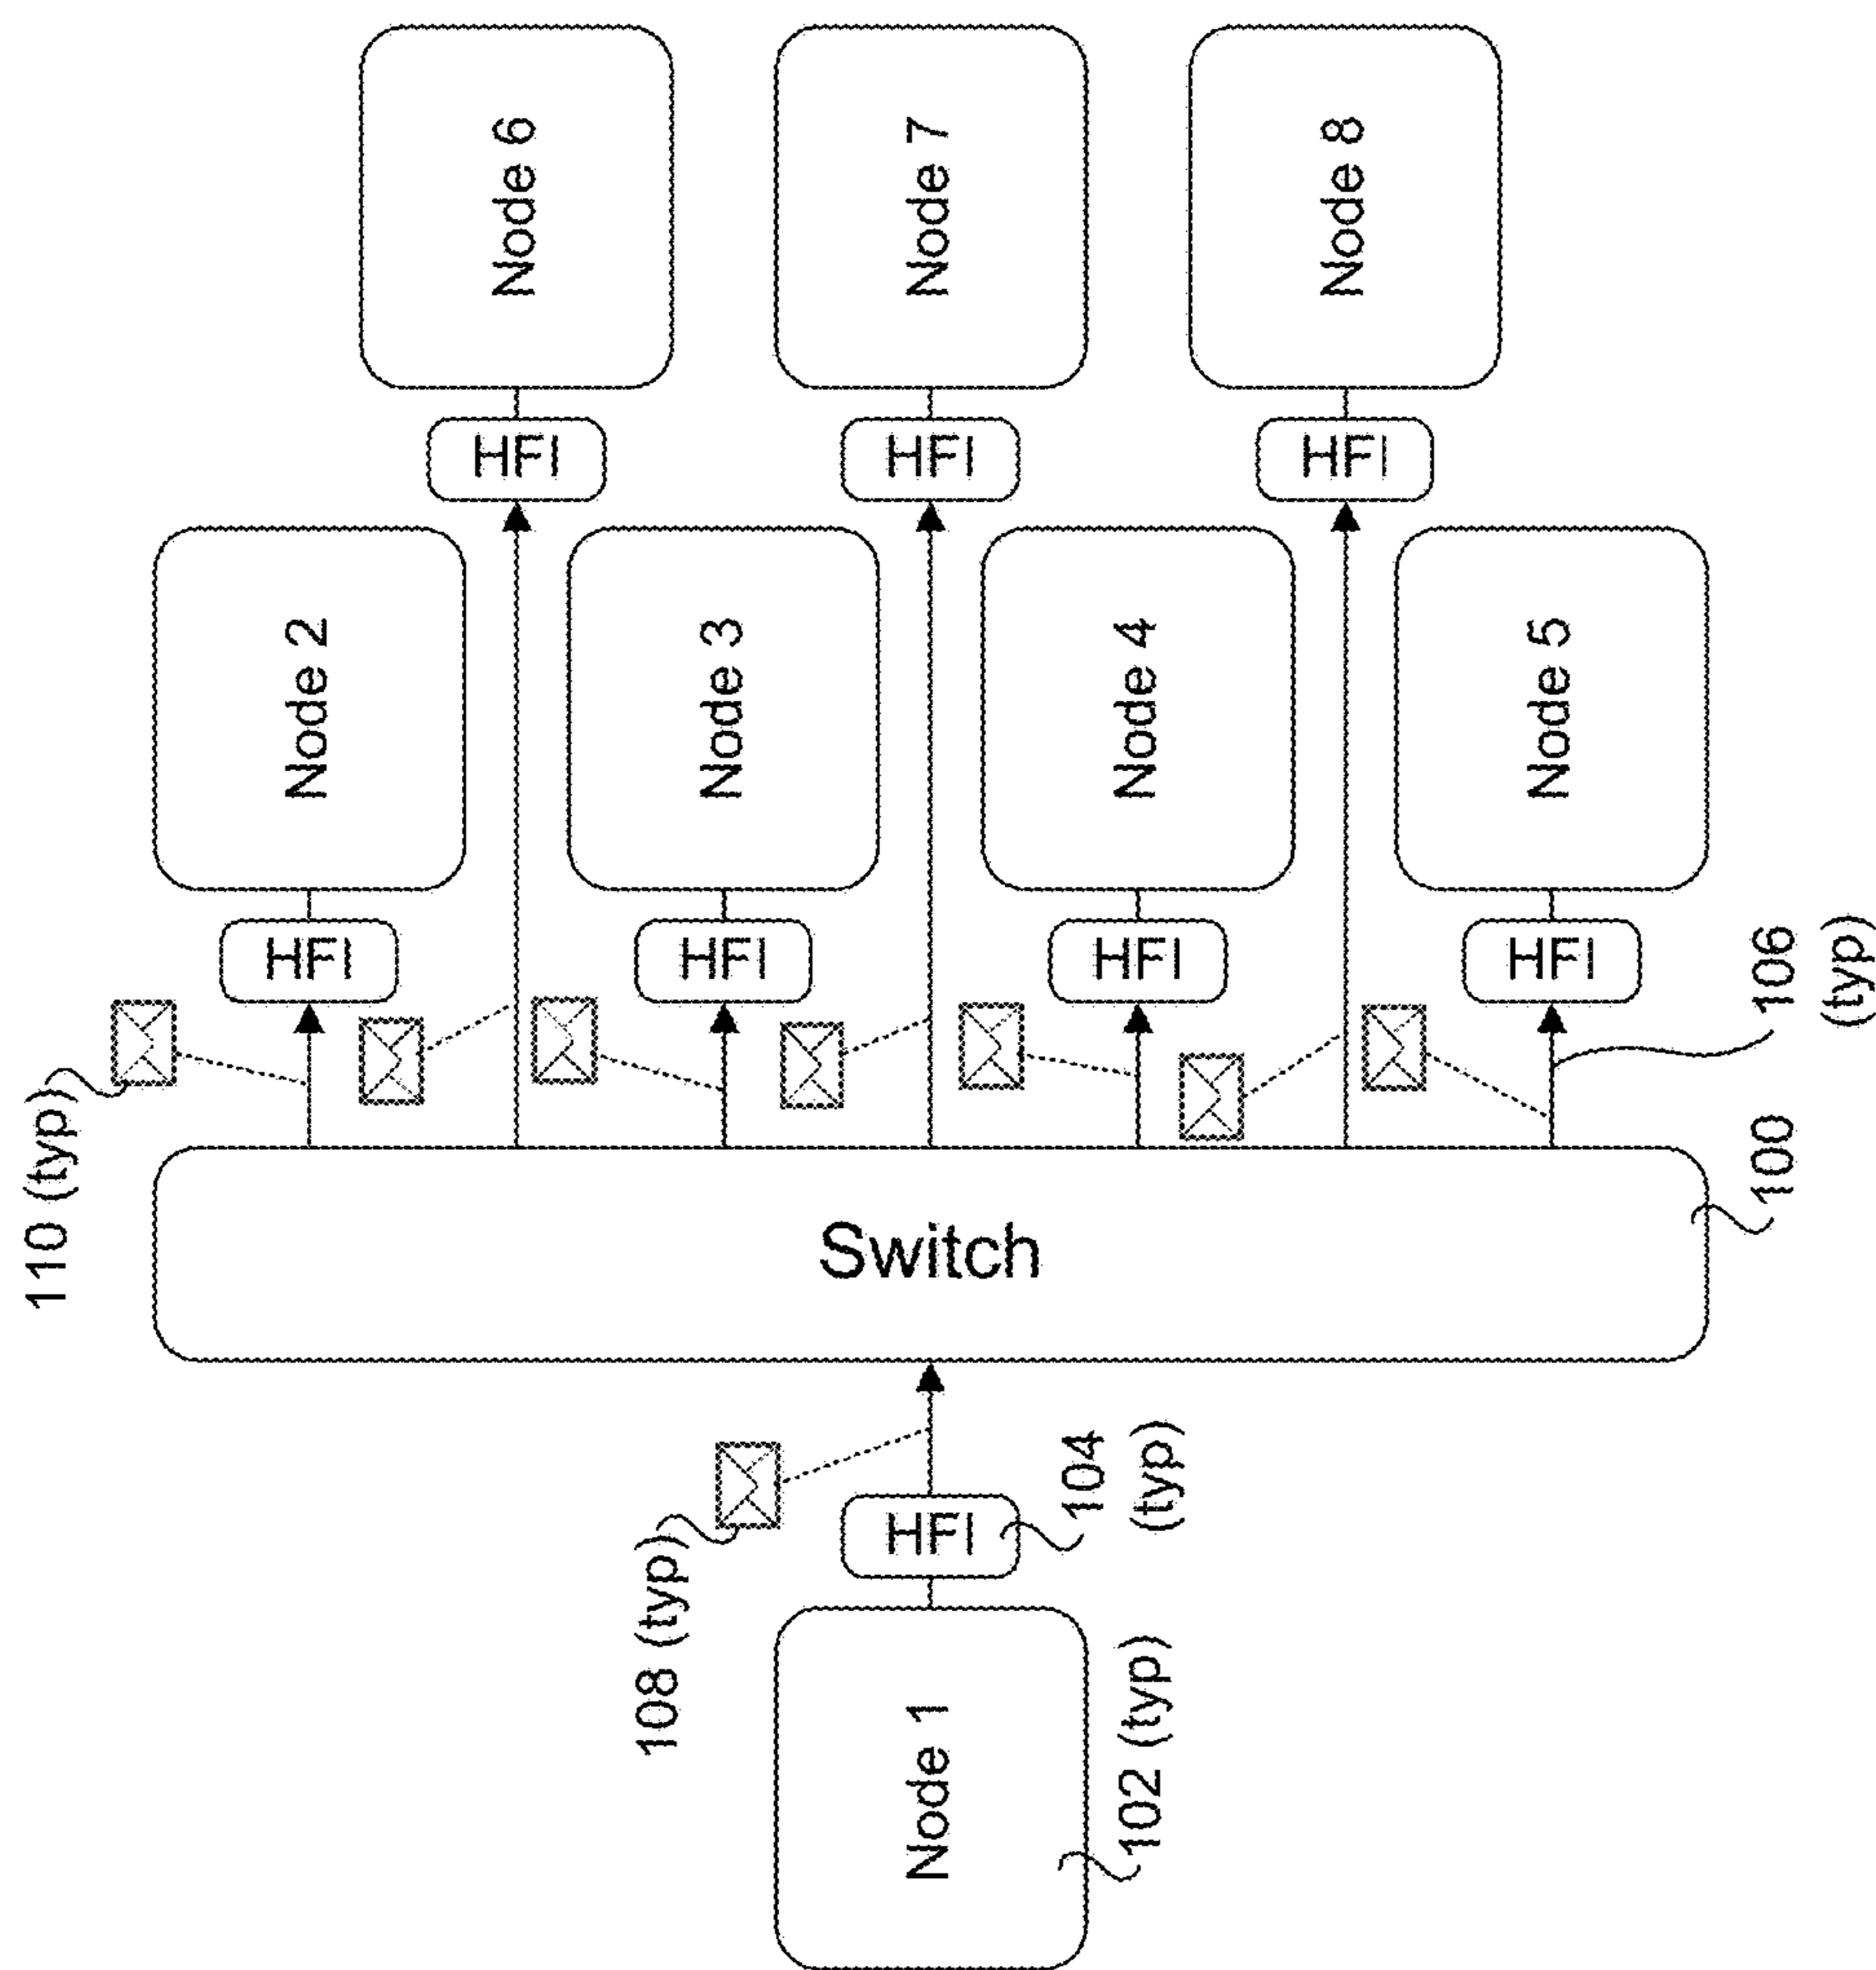 Node 6
Node 7
Node 8
HFI
HFI
HFI
Node 2
Node 3
Node 4
Node 5
HFI
HFI
HFI
HFI
106
(typ)
110 (typ)
100
Switch
108 (typ)
HFI
104
(typ)
Node 1
102 (typ)